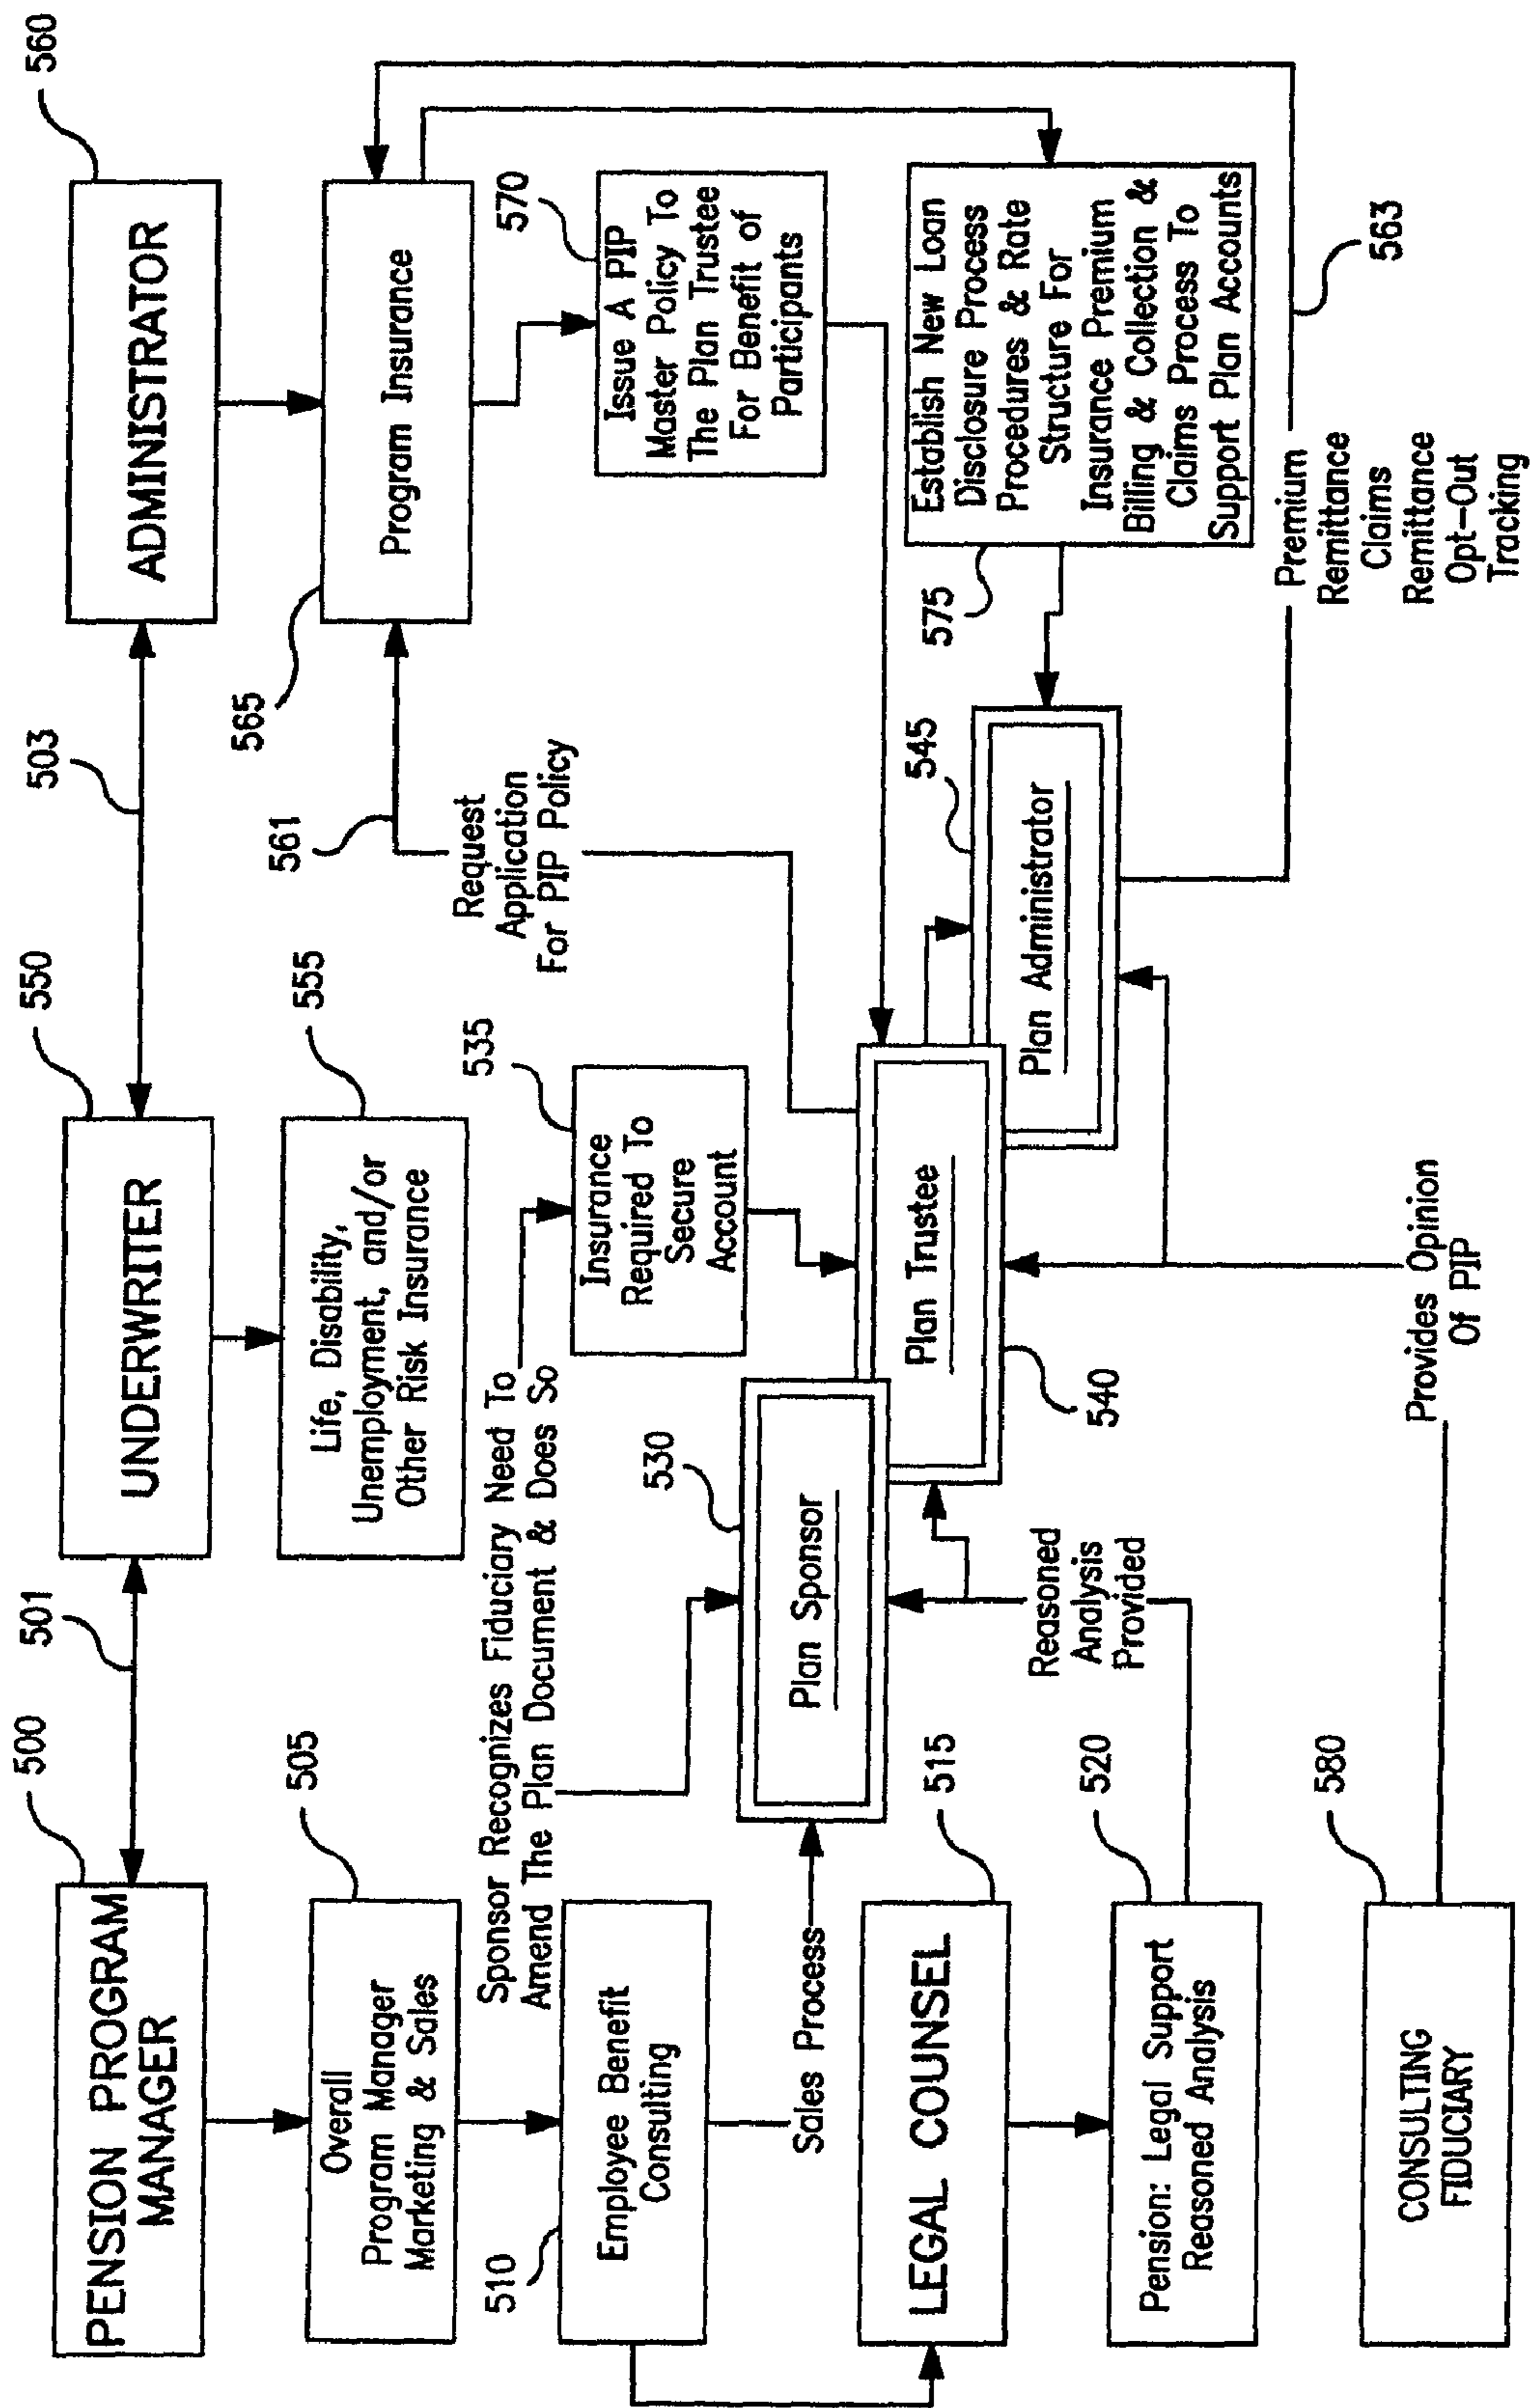 500
PENSION PROGRAM
MANAGER
501
550
UNDERWRITER
503
560
ADMINISTRATOR
505
Overall
Program Manager
Marketing & Sales
555
Life, Disability,
Unemployment, and/or
Other Risk Insurance
565
Program Insurance
561
Request
Application
For PIP Policy
Sponsor Recognizes Fiduciary Need To
Amend The Plan Document & Does So
510
Employee Benefit
Consulting
535
Insurance
Required To
Secure
Account
570
Issue A PIP
Master Policy To
The Plan Trustee
For Benefit of
Participants
Sales Process
530
Plan Sponsor
540
Plan Trustee
545
Plan Administrator
575
Establish New Loan
Disclosure Process
Procedures & Rate
Structure For
Insurance Premium
Billing & Collection &
Claims Process To
Support Plan Accounts
515
LEGAL COUNSEL
Reasoned
Analysis
Provided
520
Pension: Legal Support
Reasoned Analysis
Premium
Remittance
Claims
Remittance
Opt-Out
Tracking
563
580
CONSULTING
FIDUCIARY
Provides Opinion
Of PIP